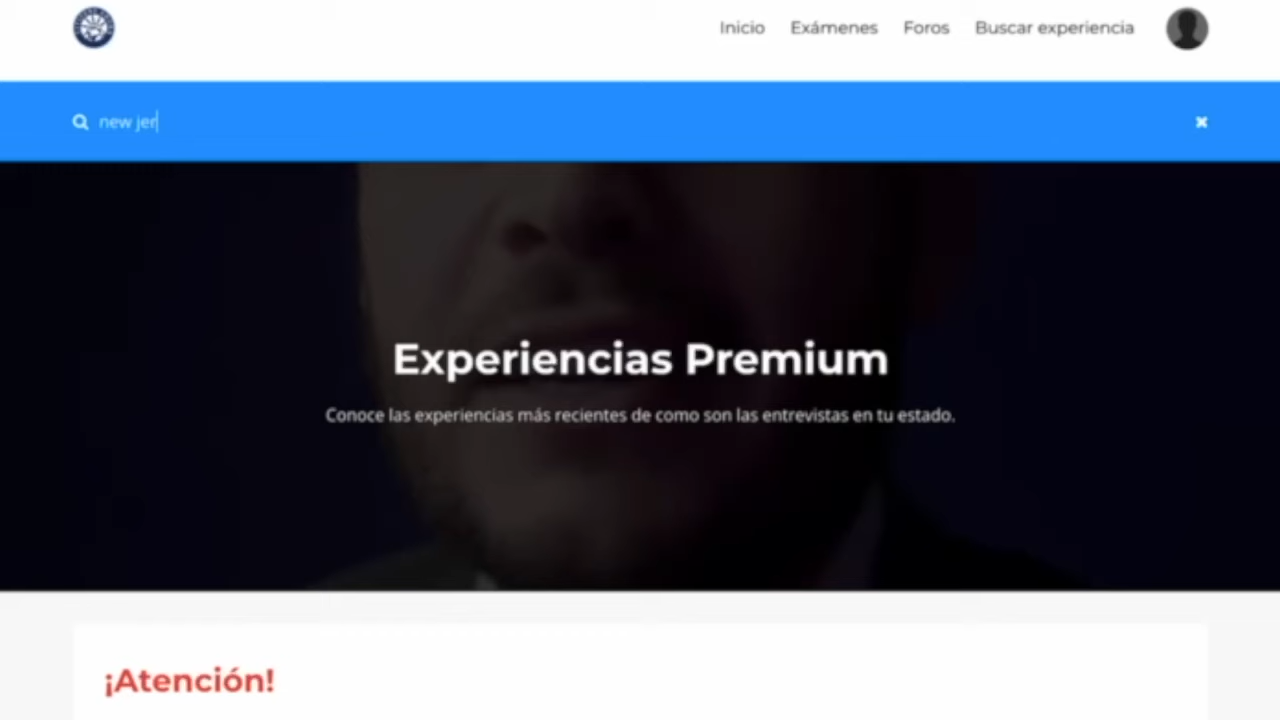 Inicio Exámenes Foros Buscar experiencia
new jer
Experiencias Premium
Conoce las experiencias más recientes de como son las entrevistas en tu estado.
¡Atención!